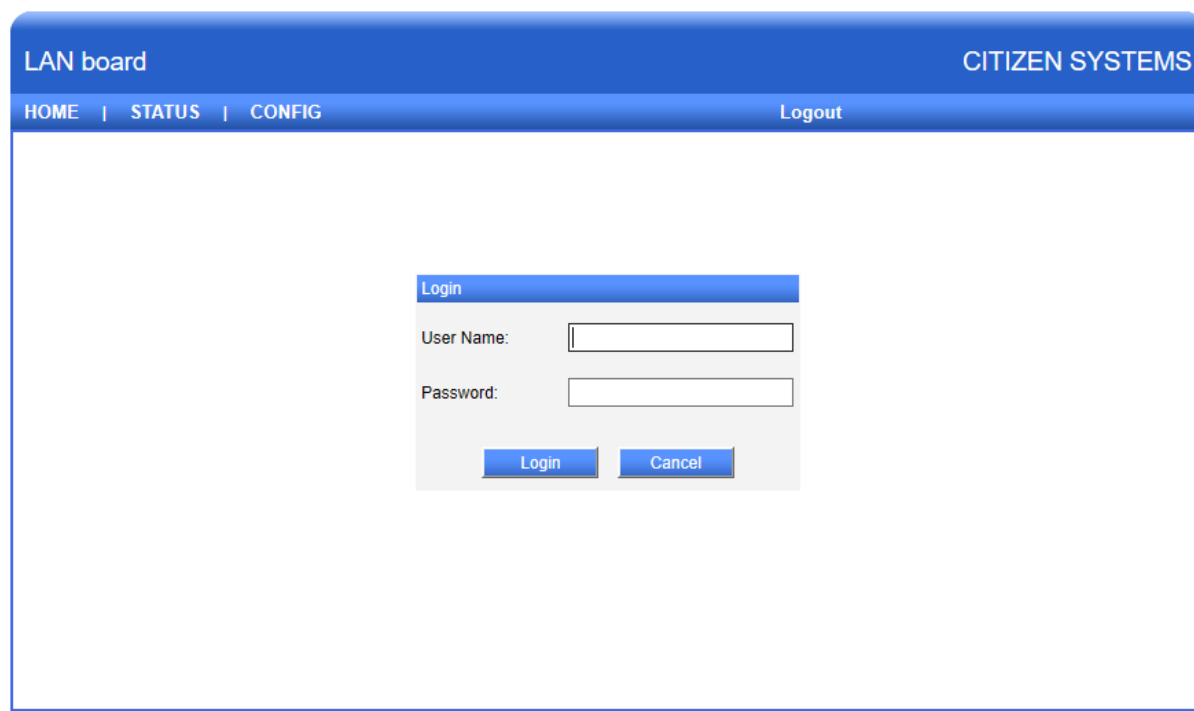 LAN board CITIZEN SYSTEMS
HOME | STATUS | CONFIG Logout
Login
User Name:
Password:
Login Cancel